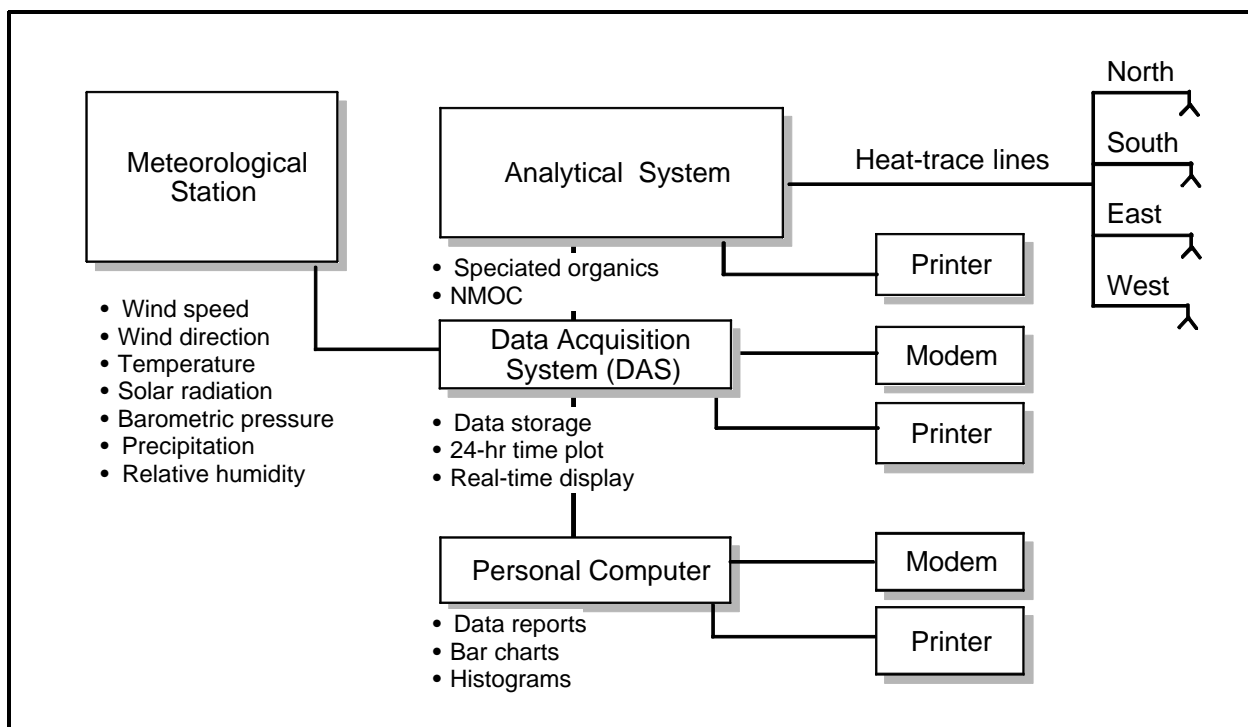 Meteorological
Station
• Wind speed
• Wind direction
• Temperature
• Solar radiation
• Barometric pressure
• Precipitation
• Relative humidity
Analytical System
• Speciated organics
• NMOC
Heat-trace lines
North
South
East
West
Printer
Data Acquisition
System (DAS)
• Data storage
• 24-hr time plot
• Real-time display
Modem
Printer
Personal Computer
• Data reports
• Bar charts
• Histograms
Modem
Printer